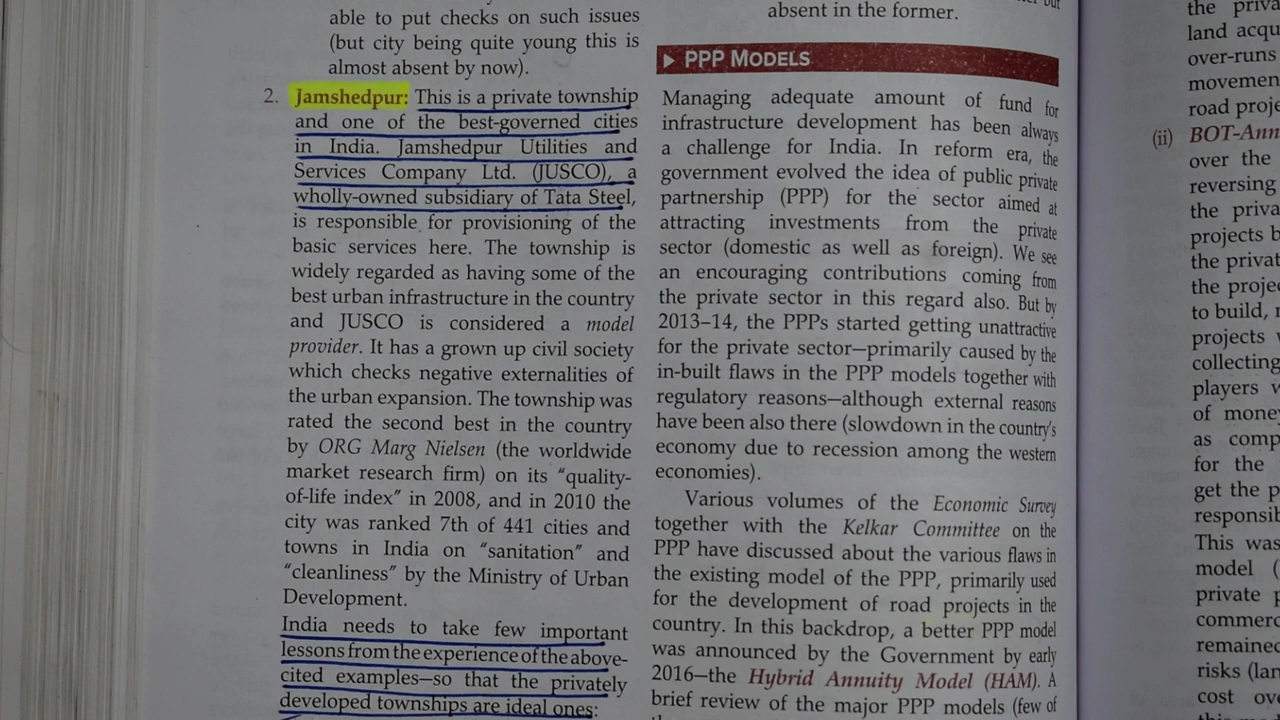 able to put checks on such issues
(but city being quite young this is
almost absent by now).
2. Jamshedpur: This is a private township
and one of the best-governed cities
in India. Jamshedpur Utilities and
Services Company Ltd. (JUSCO), a
wholly-owned subsidiary of Tata Steel,
is responsible for provisioning of the
basic services here. The township is
widely regarded as having some of the
best urban infrastructure in the country
and JUSCO is considered a model
provider. It has a grown up civil society
which checks negative externalities of
the urban expansion. The township was
rated the second best in the country
by ORG Marg Nielsen (the worldwide
market research firm) on its “quality-
of-life index” in 2008, and in 2010 the
city was ranked 7th of 441 cities and
towns in India on “sanitation” and
“cleanliness” by the Ministry of Urban
Development.
India needs to take few important
lessons from the experience of the above-
cited examples—so that the privately
developed townships are ideal ones:
absent in the former.
▶ PPP MODELS
Managing adequate amount of fund for
infrastructure development has been always
a challenge for India. In reform era, the
government evolved the idea of public private
partnership (PPP) for the sector aimed at
attracting investments from the private
sector (domestic as well as foreign). We see
an encouraging contributions coming from
the private sector in this regard also. But by
2013–14, the PPPs started getting unattractive
for the private sector—primarily caused by the
in-built flaws in the PPP models together with
regulatory reasons—although external reasons
have been also there (slowdown in the country's
economy due to recession among the western
economies).
Various volumes of the Economic Survey
together with the Kelkar Committee on the
PPP have discussed about the various flaws in
the existing model of the PPP, primarily used
for the development of road projects in the
country. In this backdrop, a better PPP model
was announced by the Government by early
2016—the Hybrid Annuity Model (HAM). A
brief review of the major PPP models (few of
the priva
land acqu
over-runs
movemen
road proje
(ii) BOT-Ann
over the
reversing
the priva
projects b
the privat
the proje
to build, r
projects
collecting
players
of mone
as comp
for the
get the p
responsib
This was
model (
private p
commerc
remained
risks (lan
cost ov